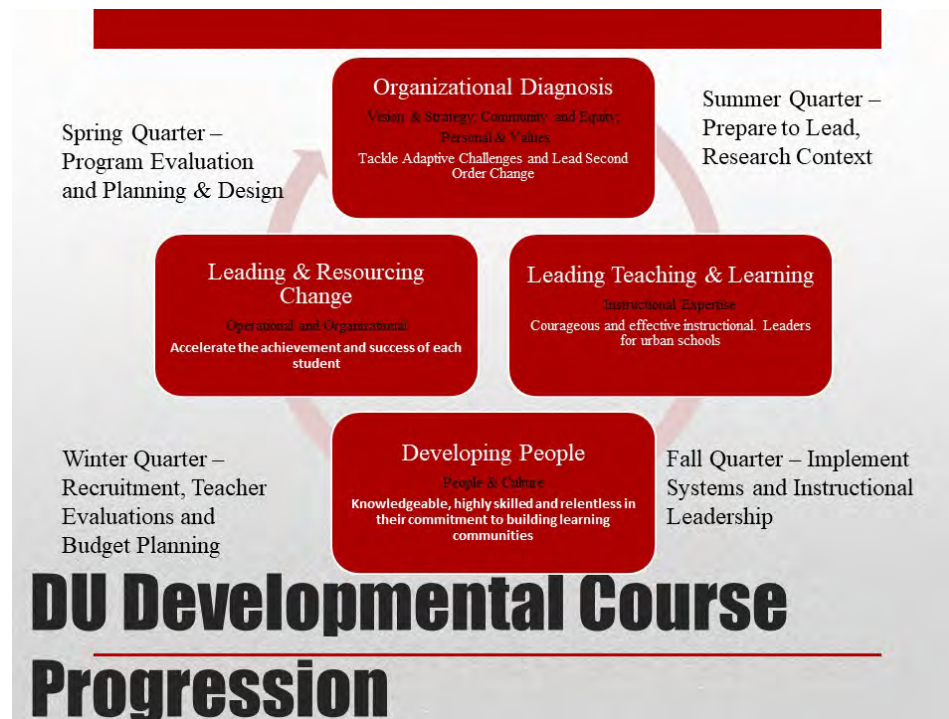 Organizational Diagnosis
Vision & Strategy; Community and Equity;
Personal & Values
Tackle Adaptive Challenges and Lead Second
Order Change
Summer Quarter –
Prepare to Lead,
Research Context
Spring Quarter –
Program Evaluation
and Planning & Design
Leading & Resourcing
Change
Operational and Organizational
Accelerate the achievement and success of each
student
Leading Teaching & Learning
Instructional Expertise
Courageous and effective instructional. Leaders
for urban schools
Developing People
People & Culture
Knowledgeable, highly skilled and relentless in
their commitment to building learning
communities
Fall Quarter – Implement
Systems and Instructional
Leadership
Winter Quarter –
Recruitment, Teacher
Evaluations and
Budget Planning
DU Developmental Course
Progression